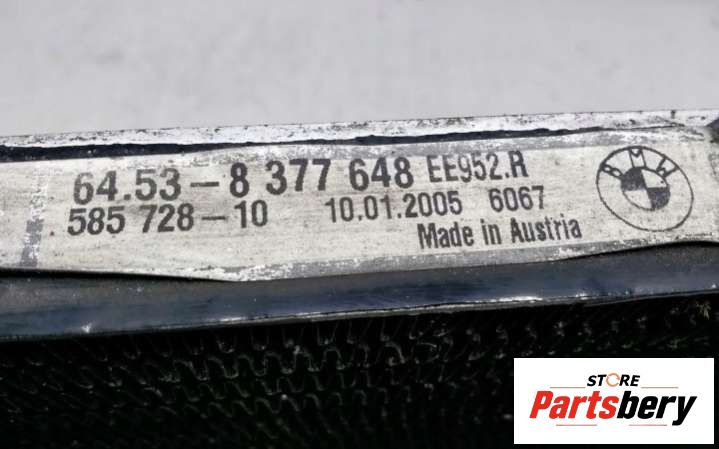 64.53-8 377 648 EE952.R
585 728-10 10.01.2005 6067
Made in Austria
BMW
STORE
Partsbery